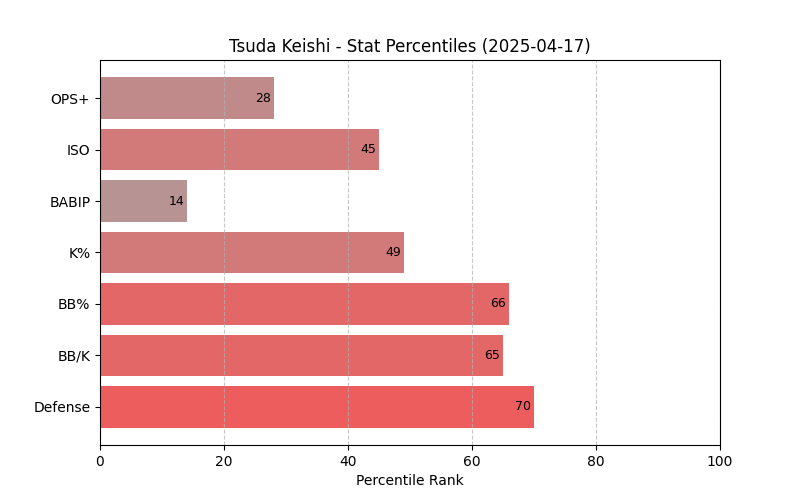 Tsuda Keishi - Stat Percentiles (2025-04-17)
OPS+ 28
ISO 45
BABIP 14
K% 49
BB% 66
BB/K 65
Defense 70
0 20 40 60 80 100
Percentile Rank